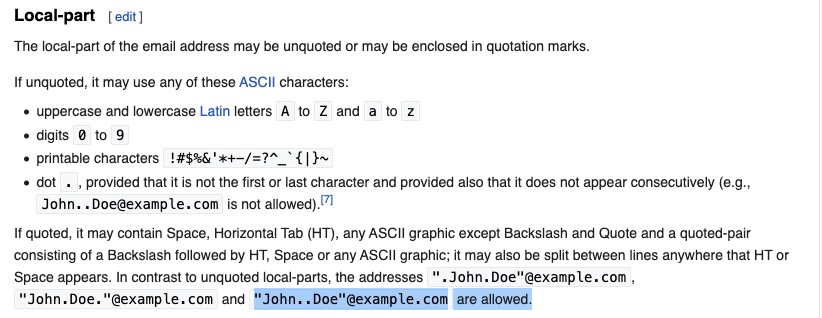 Local-part [ edit ]
The local-part of the email address may be unquoted or may be enclosed in quotation marks.
If unquoted, it may use any of these ASCII characters:
• uppercase and lowercase Latin letters A to Z and a to z
• digits 0 to 9
• printable characters !#$%&'*+-/=?^_`{|}~
• dot . , provided that it is not the first or last character and provided also that it does not appear consecutively (e.g.,
John..Doe@example.com is not allowed).[7]
If quoted, it may contain Space, Horizontal Tab (HT), any ASCII graphic except Backslash and Quote and a quoted-pair
consisting of a Backslash followed by HT, Space or any ASCII graphic; it may also be split between lines anywhere that HT or
Space appears. In contrast to unquoted local-parts, the addresses ".John.Doe"@example.com ,
"John.Doe."@example.com and "John..Doe"@example.com are allowed.